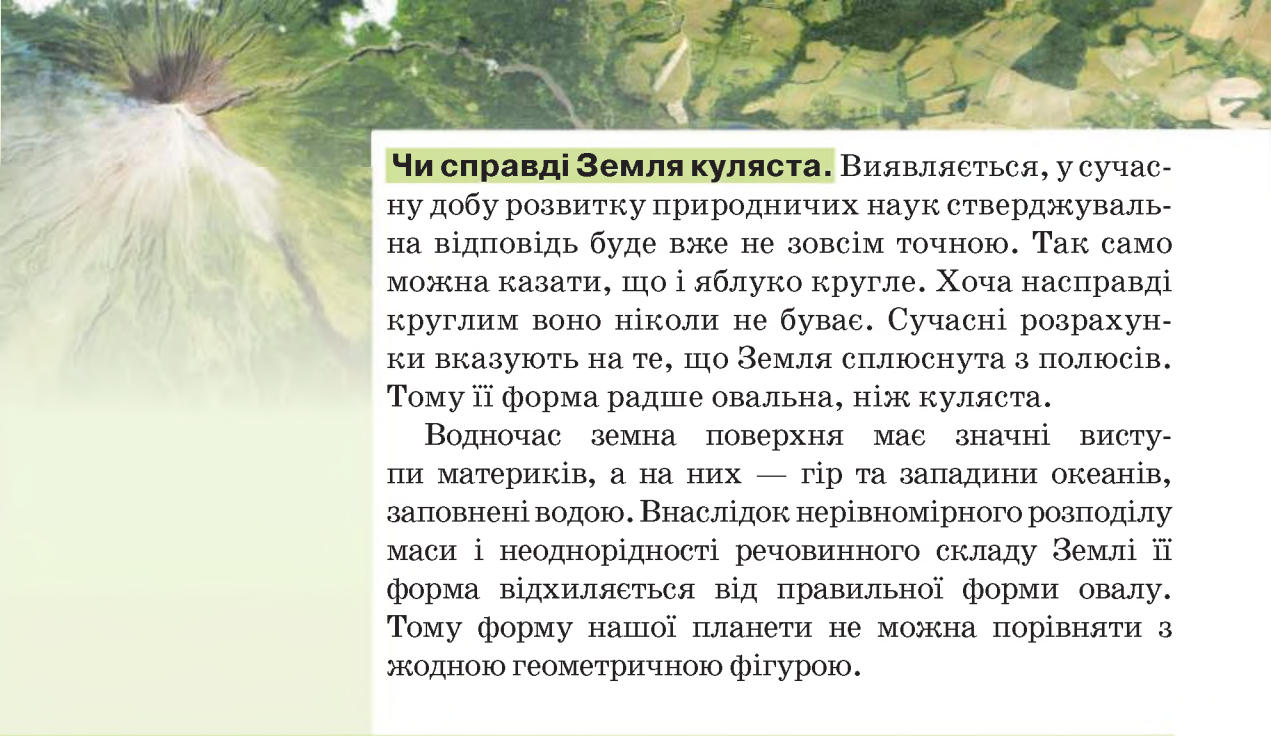 Чи справді Земля куляста. Виявляється, у сучас-
ну добу розвитку природничих наук стверджуваль-
на відповідь буде вже не зовсім точною. Так само
можна казати, що і яблуко кругле. Хоча насправді
круглим воно ніколи не буває. Сучасні розрахун-
ки вказують на те, що Земля сплюснута з полюсів.
Тому її форма радше овальна, ніж куляста.
Водночас земна поверхня має значні висту-
пи материків, а на них — гір та западини океанів,
заповнені водою. Внаслідок нерівномірного розподілу
маси і неоднорідності речовинного складу Землі її
форма відхиляється від правильної форми овалу.
Тому форму нашої планети не можна порівняти з
жодною геометричною фігурою.